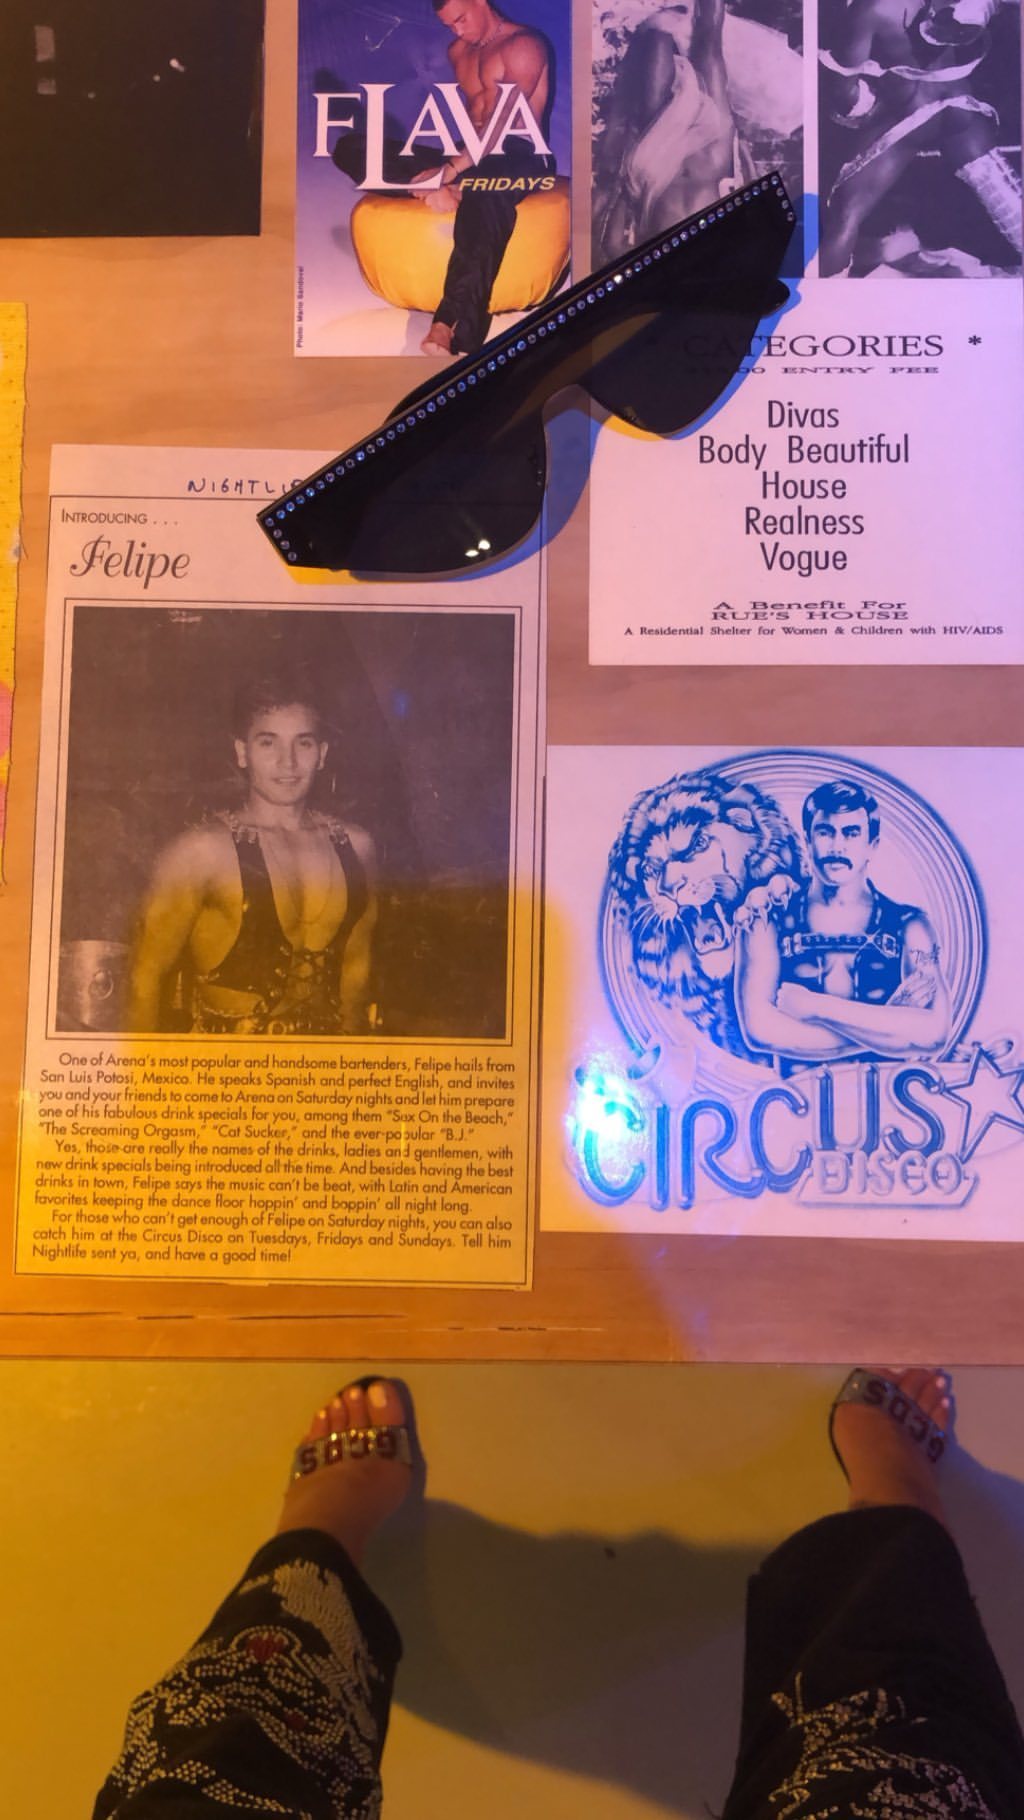 FLAVA
FRIDAYS
Photo: Mario Sandoval
CATEGORIES *
ENTRY FEE
Divas
Body Beautiful
House
Realness
Vogue
A Benefit For
RUE'S HOUSE
A Residential Shelter for Women & Children with HIV/AIDS
INTRODUCING . . .
Felipe
One of Arena's most popular and handsome bartenders, Felipe hails from
San Luis Potosi, Mexico. He speaks Spanish and perfect English, and invites
you and your friends to come to Arena on Saturday nights and let him prepare
one of his fabulous drink specials for you, among them "Sex On the Beach,"
"The Screaming Orgasm," "Cat Sucker," and the ever-popular "B.J."
Yes, those are really the names of the drinks, ladies and gentlemen, with
new drink specials being introduced all the time. And besides having the best
drinks in town, Felipe says the music can't be beat, with Latin and American
favorites keeping the dance floor hoppin' and boppin' all night long.
For those who can't get enough of Felipe on Saturday nights, you can also
catch him at the Circus Disco on Tuesdays, Fridays and Sundays. Tell him
Nightlife sent ya, and have a good time!
CIRCUS
DISCO
GCDS
GCDS